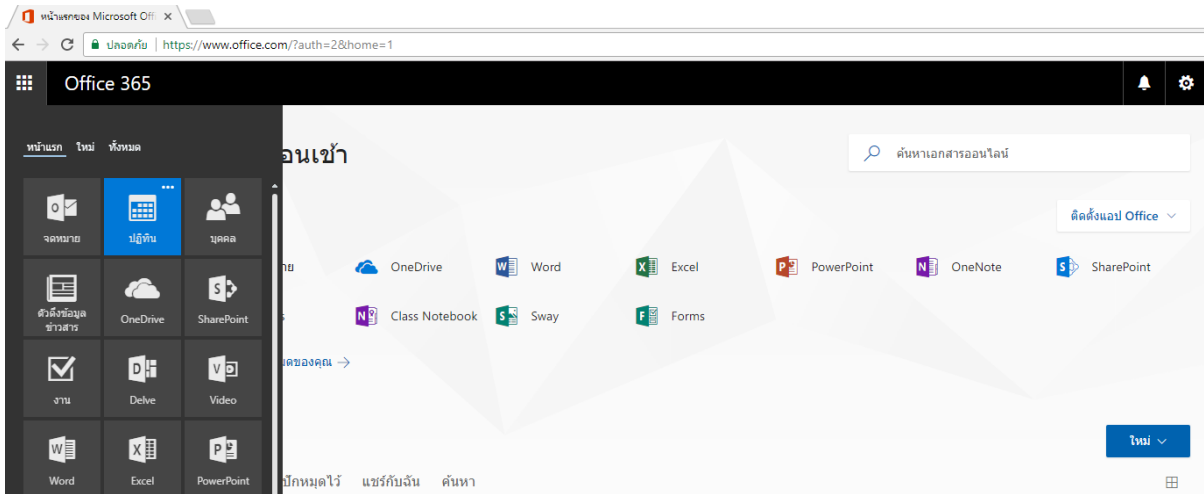 หน้าแรกของ Microsoft Offi
ปลอดภัย | https://www.office.com/?auth=2&home=1
Office 365
หน้าแรก ใหม่ ทั้งหมด
อนเช้า
ค้นหาเอกสารออนไลน์
ติดตั้งแอป Office
จดหมาย ปฏิทิน บุคคล
OneDrive Word Excel PowerPoint OneNote SharePoint
ตัวดึงข้อมูล
ข่าวสาร
OneDrive SharePoint
Class Notebook Sway Forms
มดของคุณ →
งาน Delve Video
ใหม่
Word Excel PowerPoint
ปักหมุดไว้ แชร์กับฉัน ค้นหา